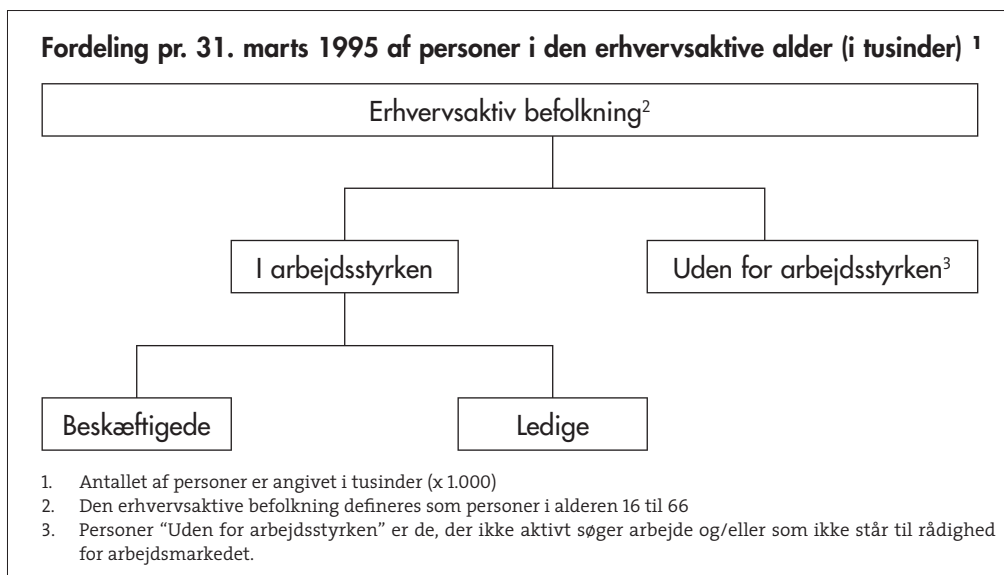 Fordeling pr. 31. marts 1995 af personer i den erhvervsaktive alder (i tusinder) ¹
Erhvervsaktiv befolkning²
I arbejdsstyrken
Uden for arbejdsstyrken³
Beskæftigede
Ledige
1. Antallet af personer er angivet i tusinder (x 1.000)
2. Den erhvervsaktive befolkning defineres som personer i alderen 16 til 66
3. Personer “Uden for arbejdsstyrken” er de, der ikke aktivt søger arbejde og/eller som ikke står til rådighed
for arbejdsmarkedet.